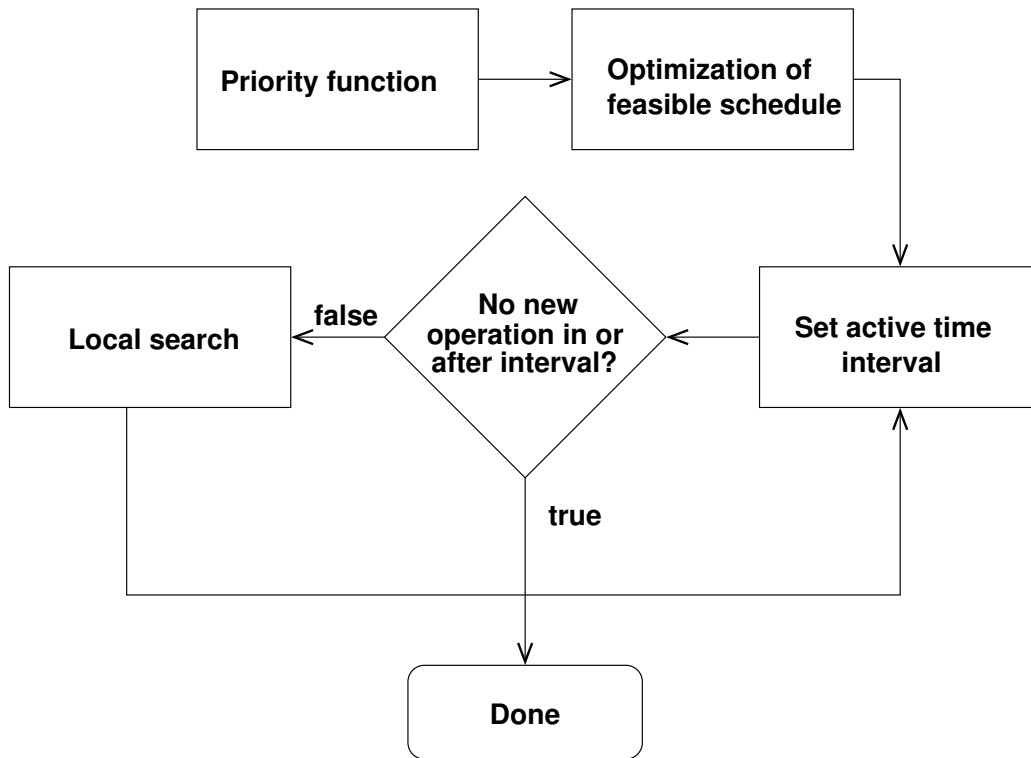 Priority function
Optimization of
feasible schedule
No new
operation in or
after interval?
false
Local search
Set active time
interval
true
Done